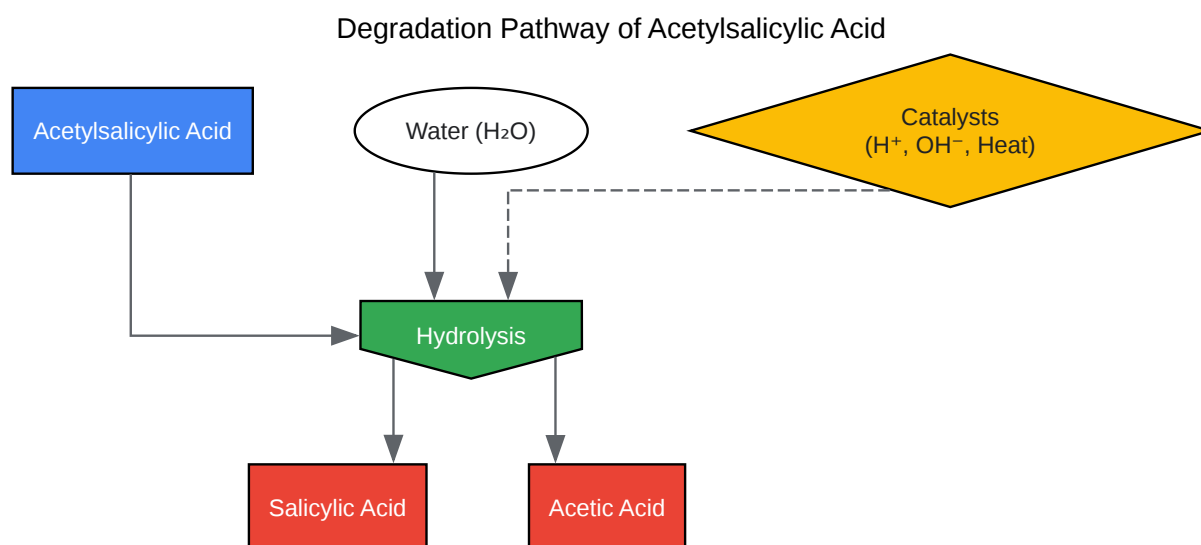 Degradation Pathway of Acetylsalicylic Acid
Acetylsalicylic Acid
Water (H₂O)
Catalysts
(H⁺, OH⁻, Heat)
Hydrolysis
Salicylic Acid
Acetic Acid